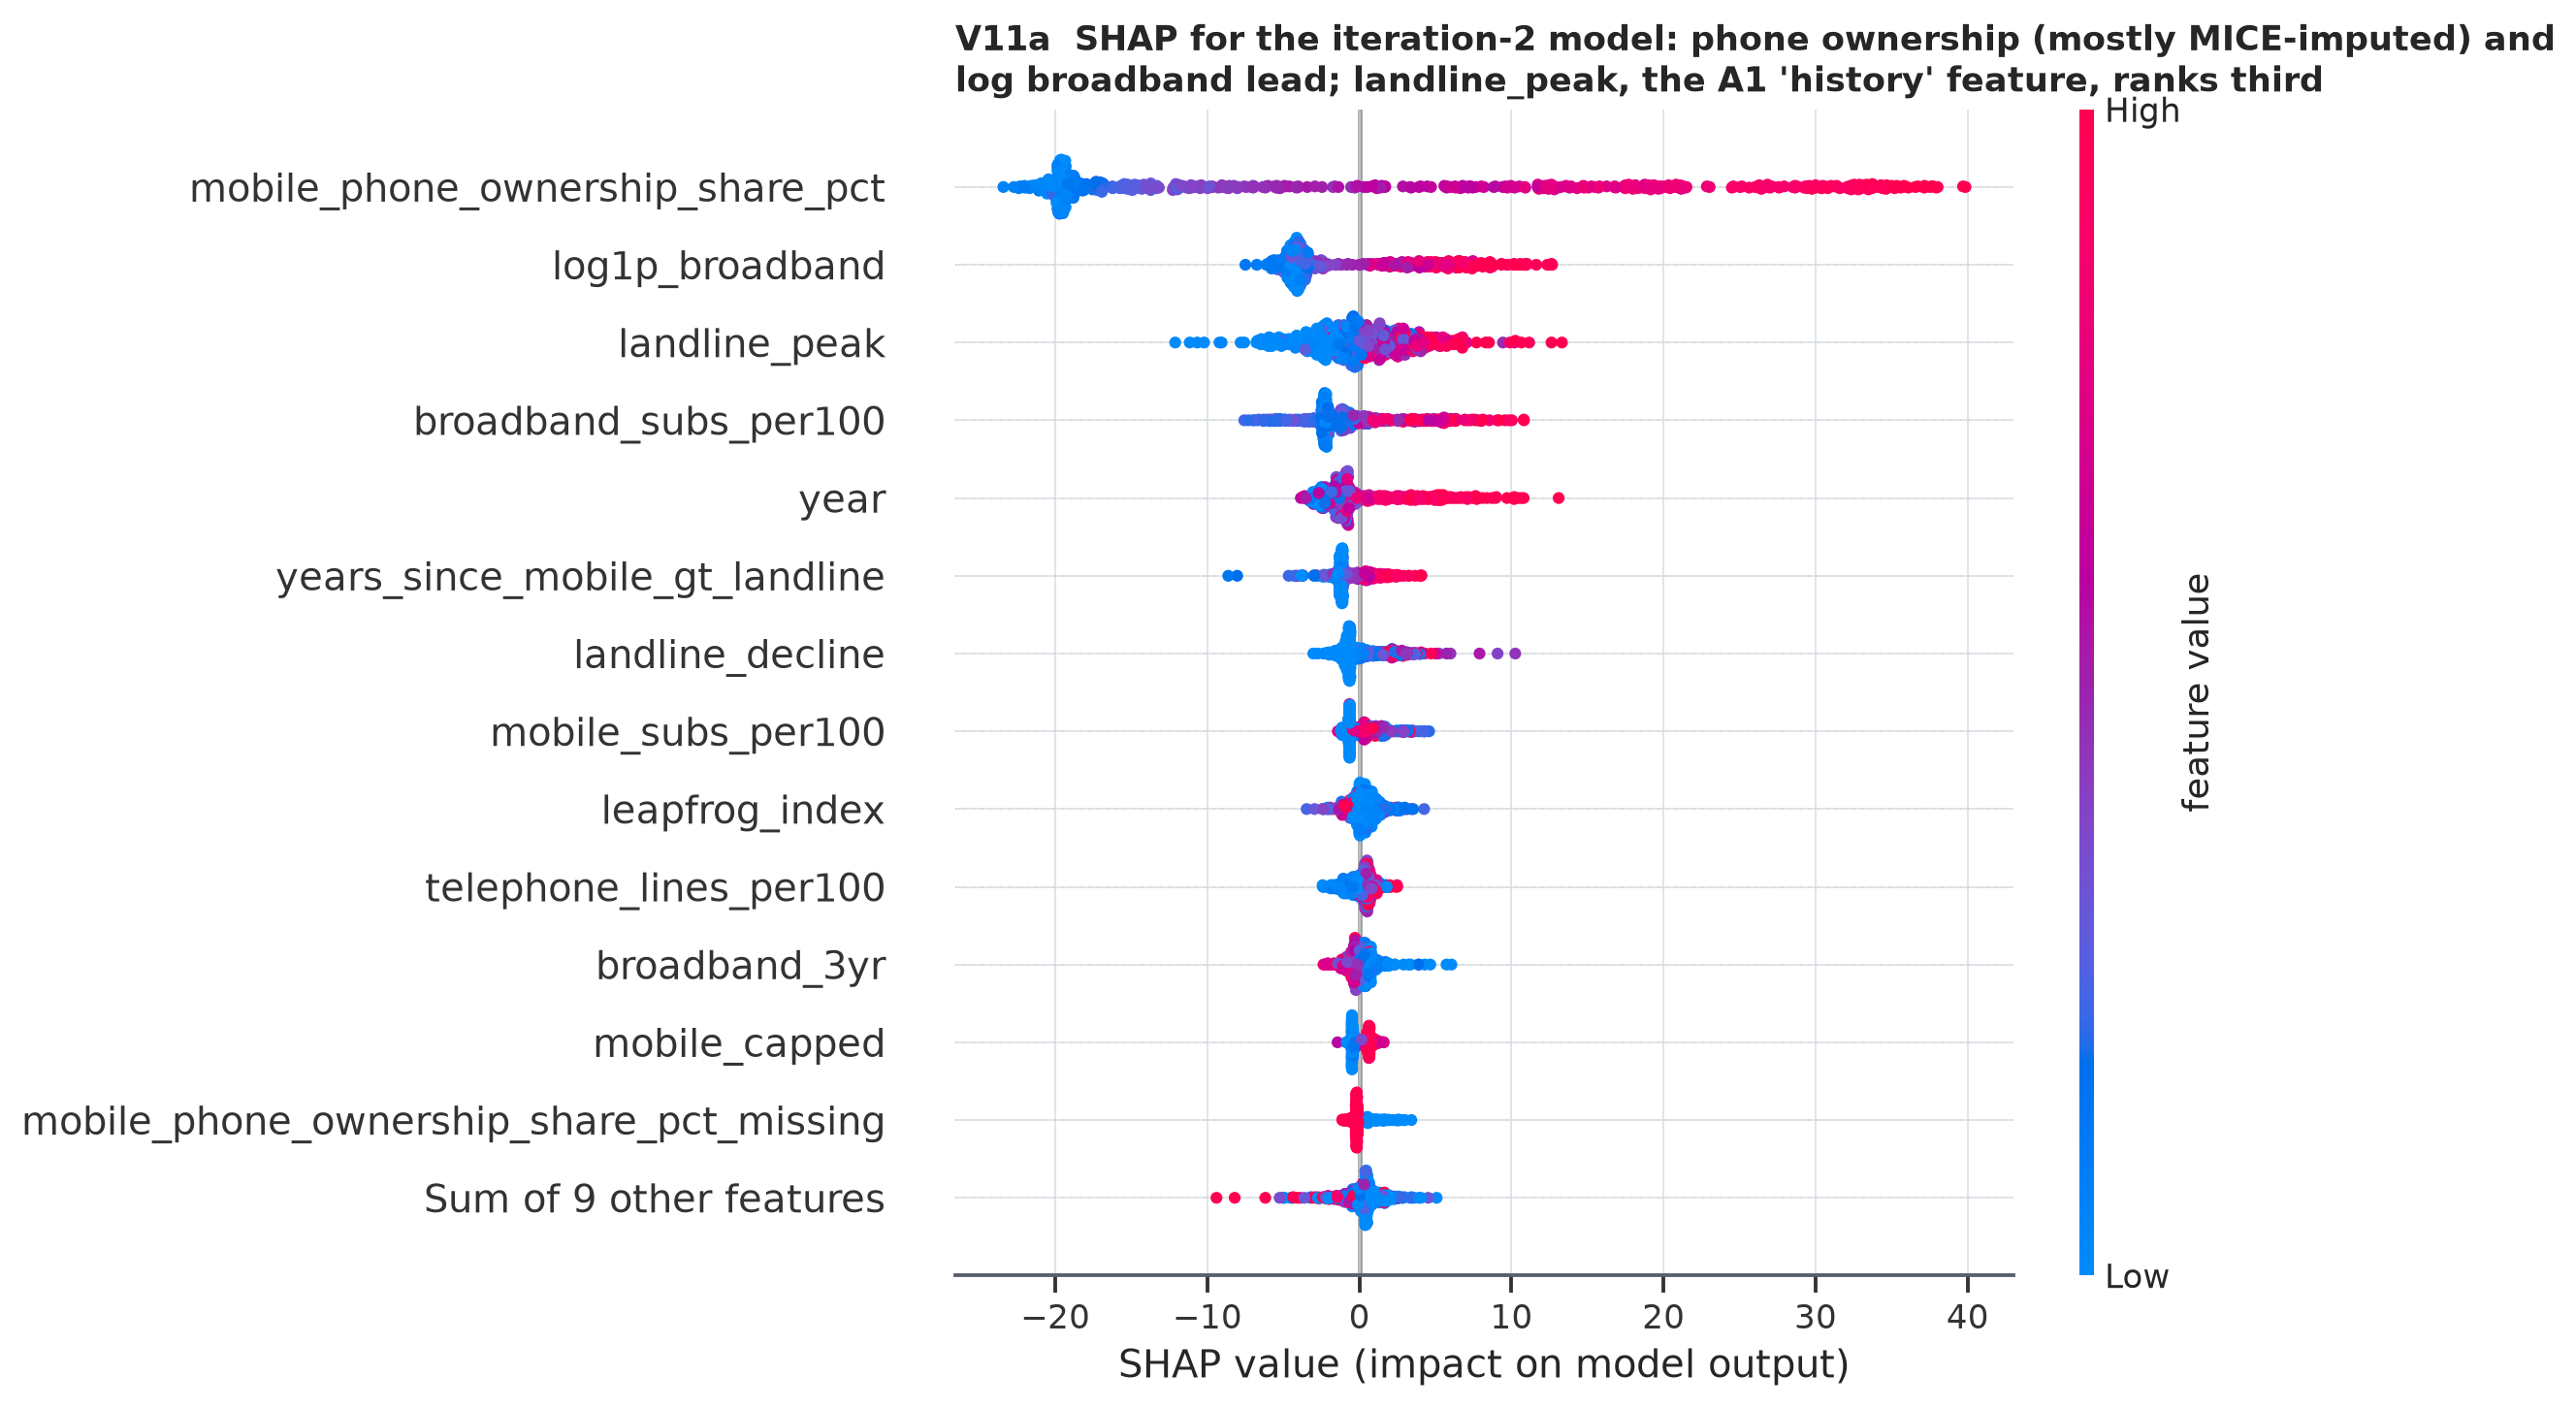 V11a  SHAP for the iteration-2 model: phone ownership (mostly MICE-imputed) and
log broadband lead; landline_peak, the A1 'history' feature, ranks third
High
mobile_phone_ownership_share_pct
log1p_broadband
landline_peak
broadband_subs_per100
year
years_since_mobile_gt_landline
landline_decline
mobile_subs_per100
leapfrog_index
telephone_lines_per100
broadband_3yr
mobile_capped
mobile_phone_ownership_share_pct_missing
Sum of 9 other features
feature value
Low
−20 −10 0 10 20 30 40
SHAP value (impact on model output)